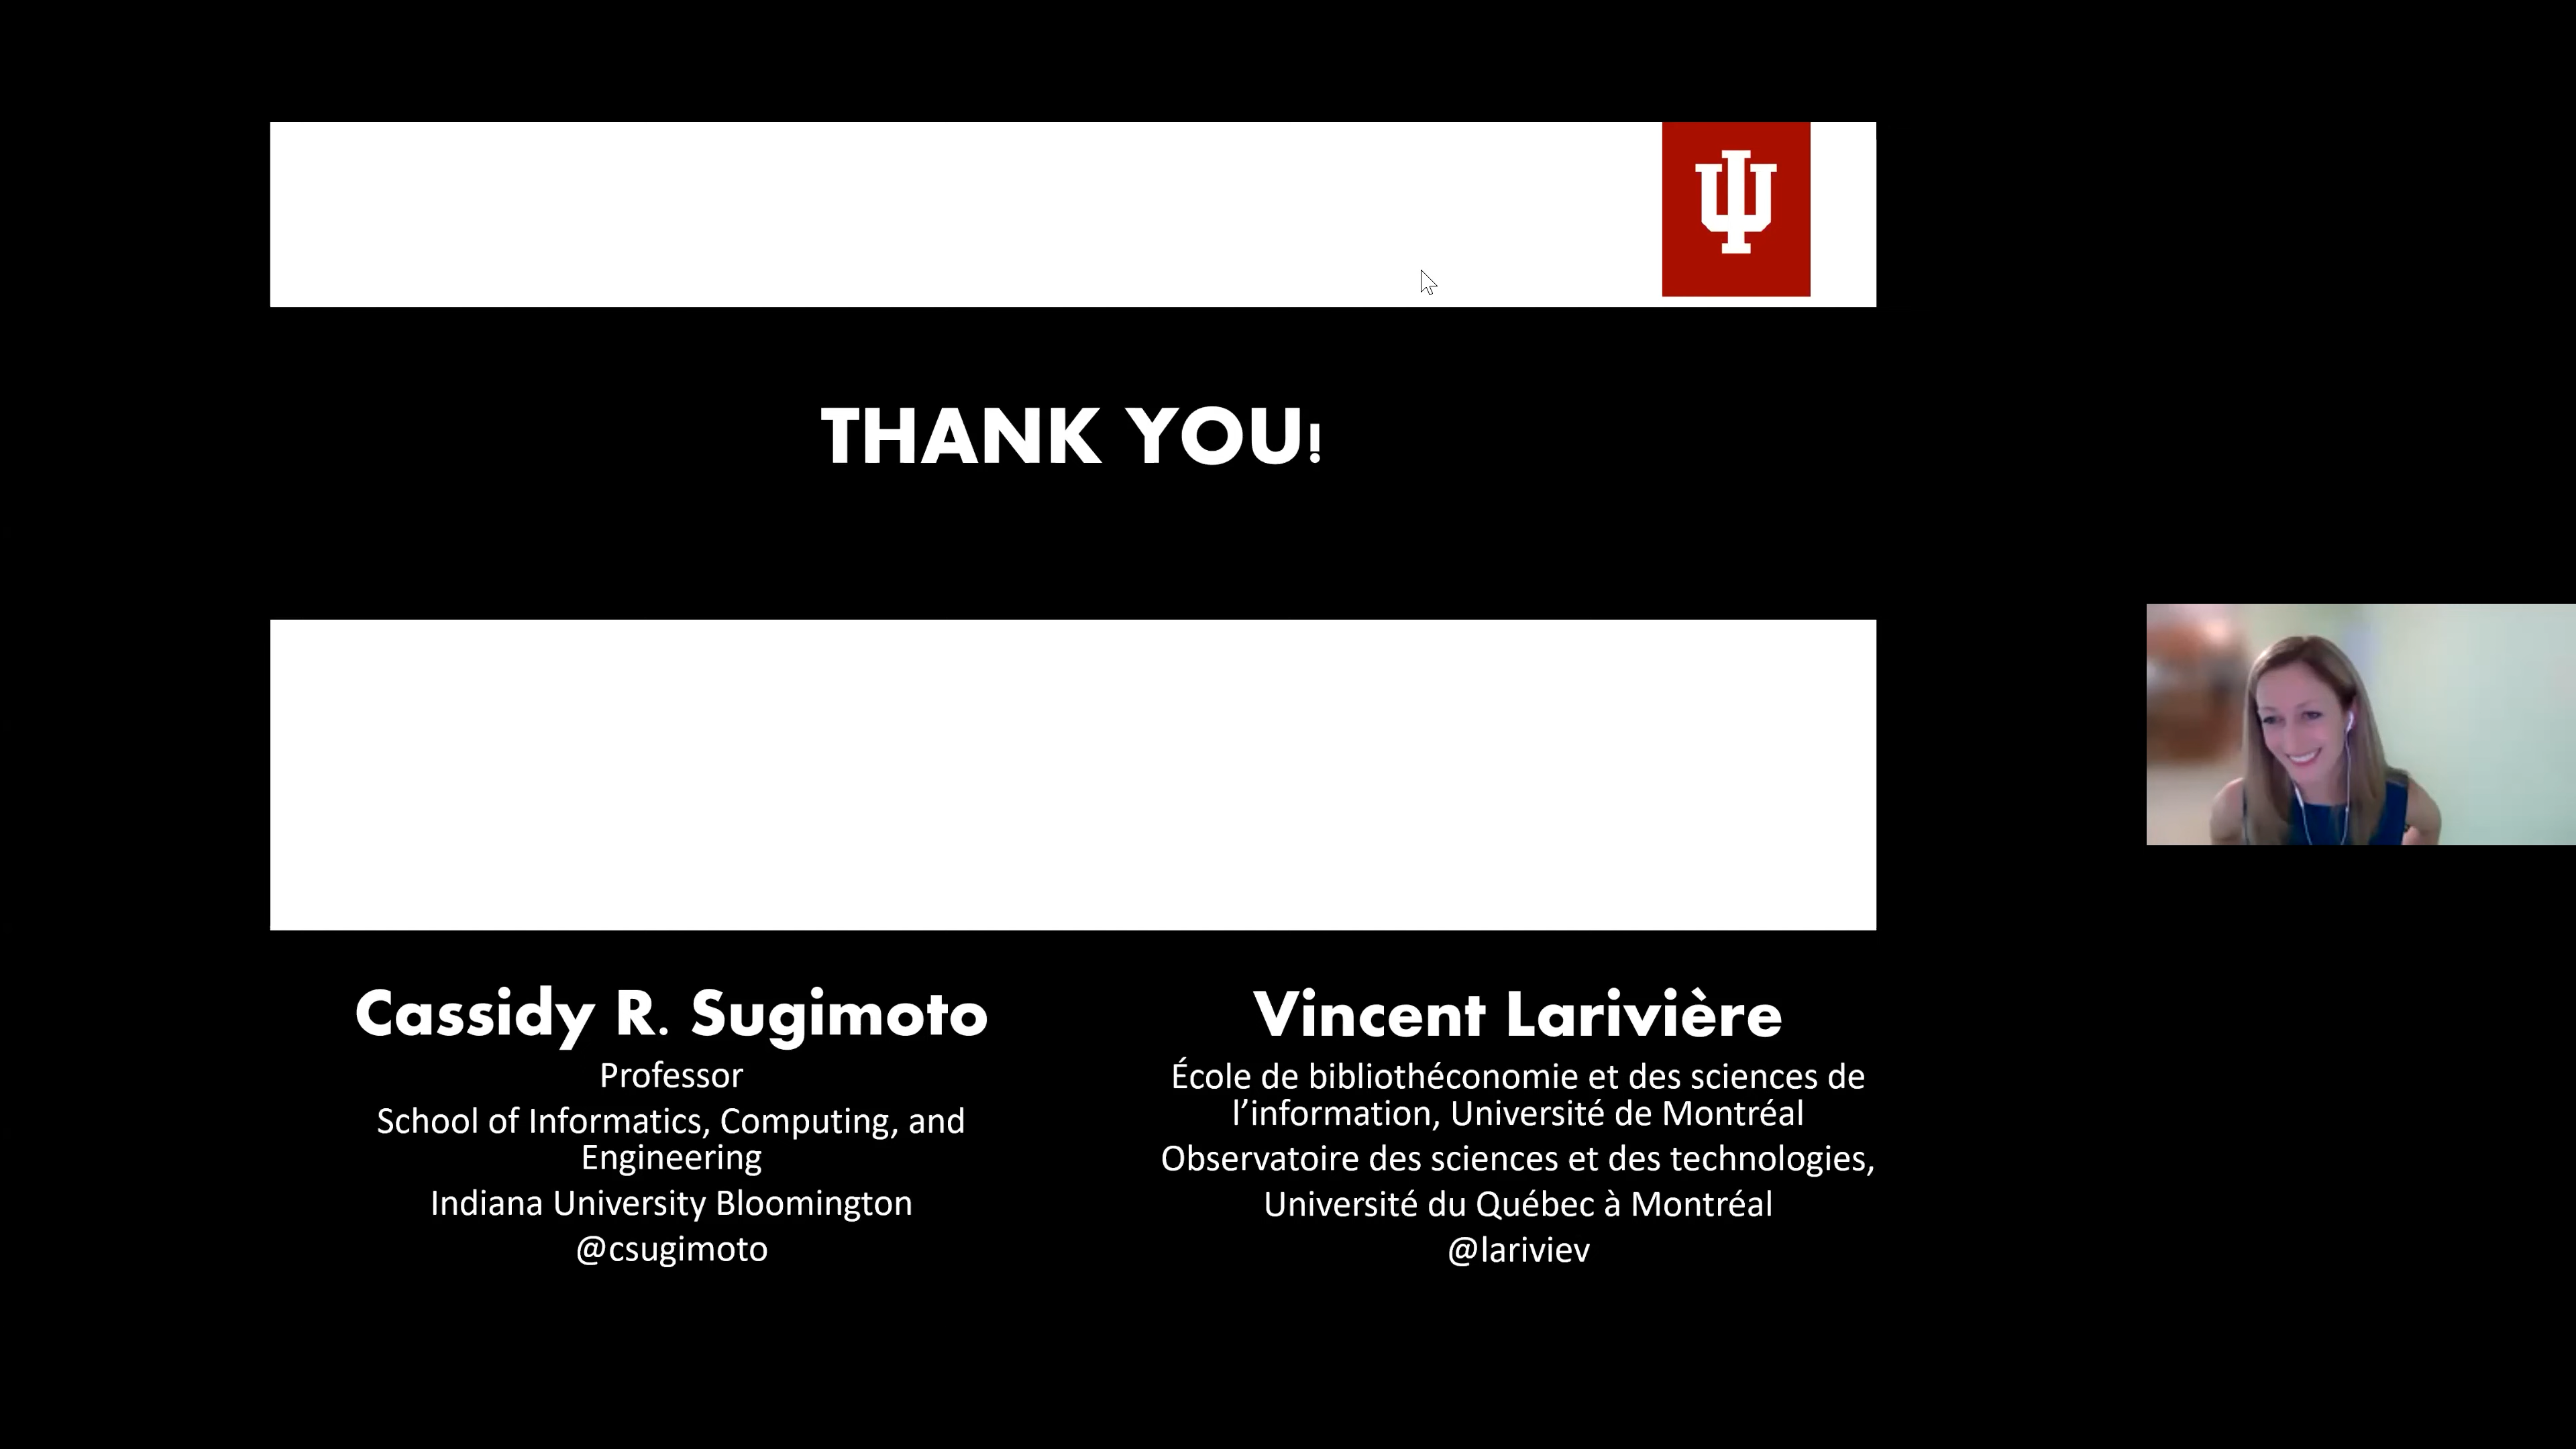 THANK YOU!
Cassidy R. Sugimoto
Professor
School of Informatics, Computing, and
Engineering
Indiana University Bloomington
@csugimoto
Vincent Larivière
École de bibliothéconomie et des sciences de
l’information, Université de Montréal
Observatoire des sciences et des technologies,
Université du Québec à Montréal
@lariviev